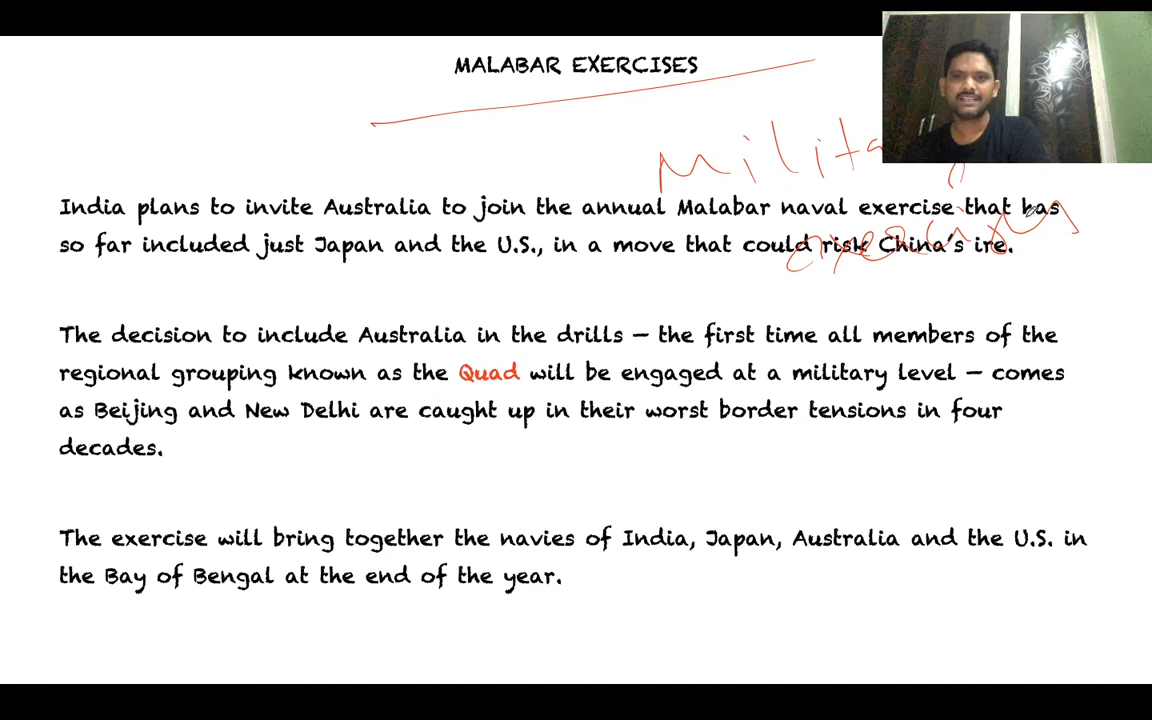 MALABAR EXERCISES
Military
exercises
India plans to invite Australia to join the annual Malabar naval exercise that has
so far included just Japan and the U.S., in a move that could risk China's ire.
The decision to include Australia in the drills — the first time all members of the
regional grouping known as the Quad will be engaged at a military level — comes
as Beijing and New Delhi are caught up in their worst border tensions in four
decades.
The exercise will bring together the navies of India, Japan, Australia and the U.S. in
the Bay of Bengal at the end of the year.